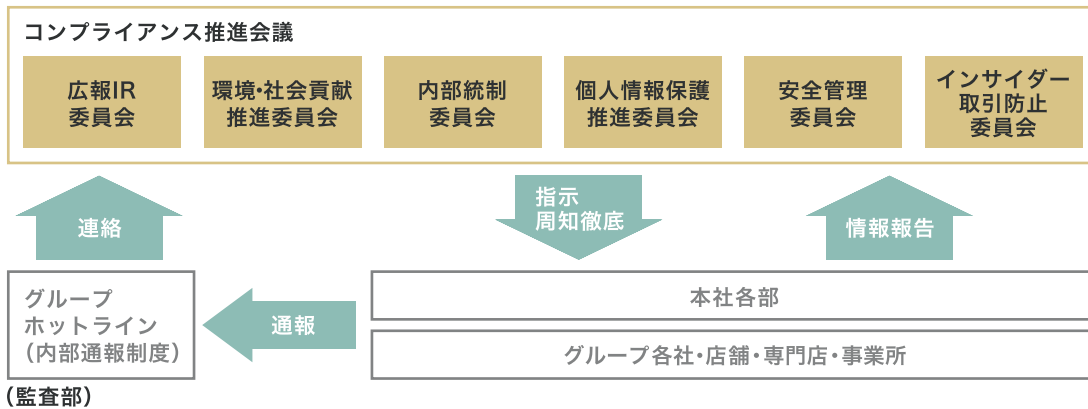 コンプライアンス推進会議
広報IR
委員会
環境・社会貢献
推進委員会
内部統制
委員会
個人情報保護
推進委員会
安全管理
委員会
インサイダー
取引防止
委員会
連絡
指示
周知徹底
情報報告
グループ
ホットライン
（内部通報制度）
（監査部）
通報
本社各部
グループ各社・店舗・専門店・事業所